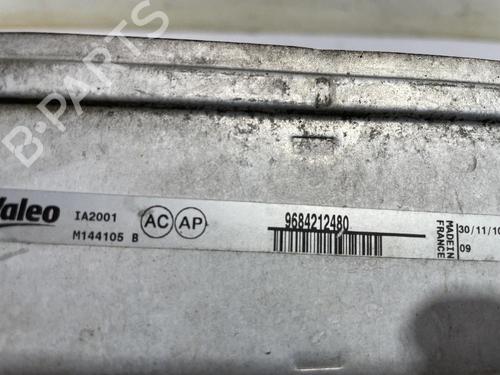 B-PARTS
Valeo
IA2001
M144105 B
AC
AP
9684212480
MADE IN
FRANCE
30/11/10
09